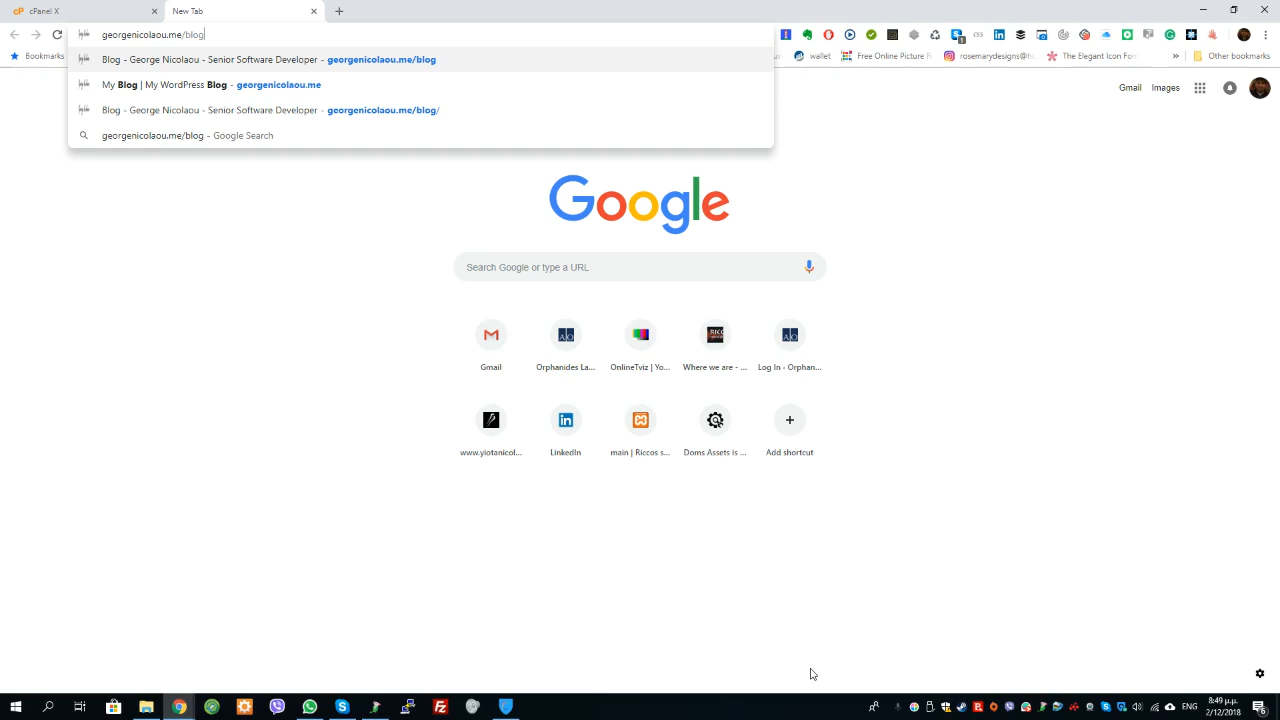 cPanel X
New Tab
georgenicolaou.me/blog
Blog - George Nicolaou - Senior Software Developer - georgenicolaou.me/blog
My Blog | My WordPress Blog - georgenicolaou.me
Blog - George Nicolaou - Senior Software Developer - georgenicolaou.me/blog/
georgenicolaou.me/blog - Google Search
Bookmarks
wallet
Free Online Picture R
rosemarydesigns@ho
The Elegant Icon Fon
»
Other bookmarks
Gmail
Images
Google
Search Google or type a URL
Gmail
Orphanides La...
OnlineTviz | Yo...
Where we are - ...
Log In ‹ Orphan...
www.yiotanicol...
LinkedIn
main | Riccos s...
Doms Assets is ...
Add shortcut
ENG
8:49 μ.μ.
2/12/2018